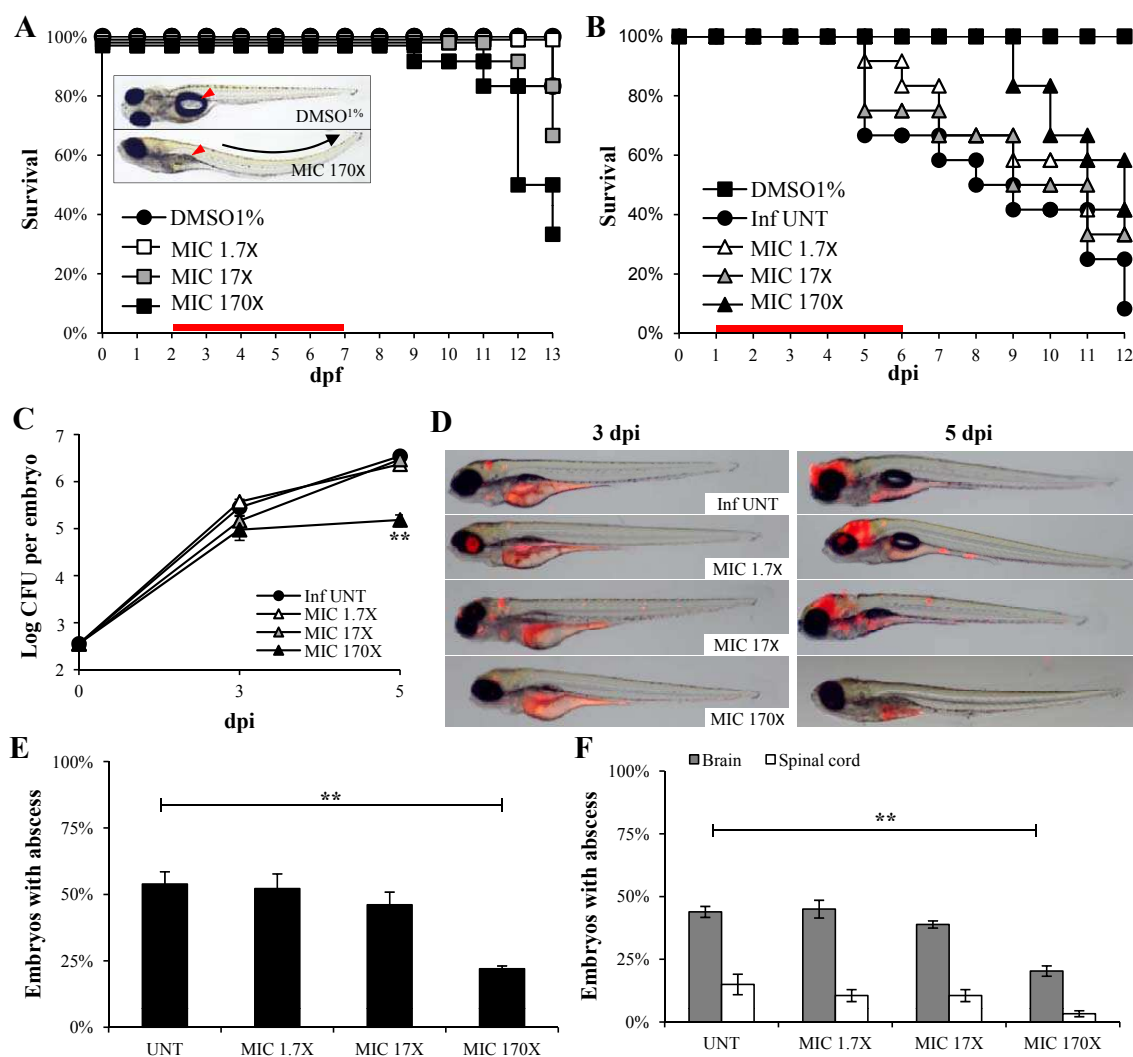 A
100%
80%
60%
40%
20%
0%
Survival
DMSO1%
MIC 170X
DMSO1%
MIC 1.7X
MIC 17X
MIC 170X
0 1 2 3 4 5 6 7 8 9 10 11 12 13
dpf
B
100%
80%
60%
40%
20%
0%
Survival
DMSO1%
Inf UNT
MIC 1.7X
MIC 17X
MIC 170X
0 1 2 3 4 5 6 7 8 9 10 11 12
dpi
C
7
6
5
4
3
2
Log CFU per embryo
**
Inf UNT
MIC 1.7X
MIC 17X
MIC 170X
0 3 5
dpi
D
3 dpi 5 dpi
Inf UNT
MIC 1.7X
MIC 17X
MIC 170X
E
100%
75%
50%
25%
0%
Embryos with abscess
**
UNT MIC 1.7X MIC 17X MIC 170X
F
Brain Spinal cord
100%
75%
50%
25%
0%
Embryos with abscess
**
UNT MIC 1.7X MIC 17X MIC 170X